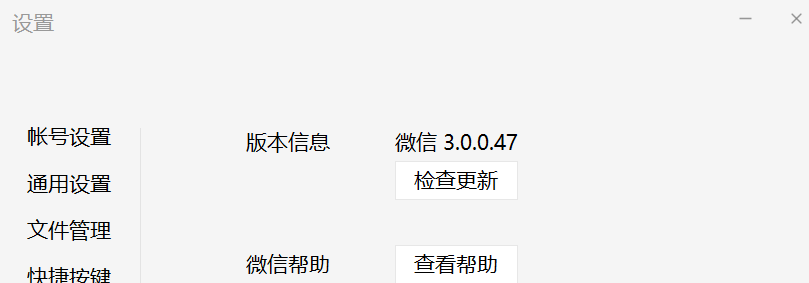 设置
帐号设置
版本信息 微信 3.0.0.47
通用设置 检查更新
文件管理
快捷按键 微信帮助 查看帮助